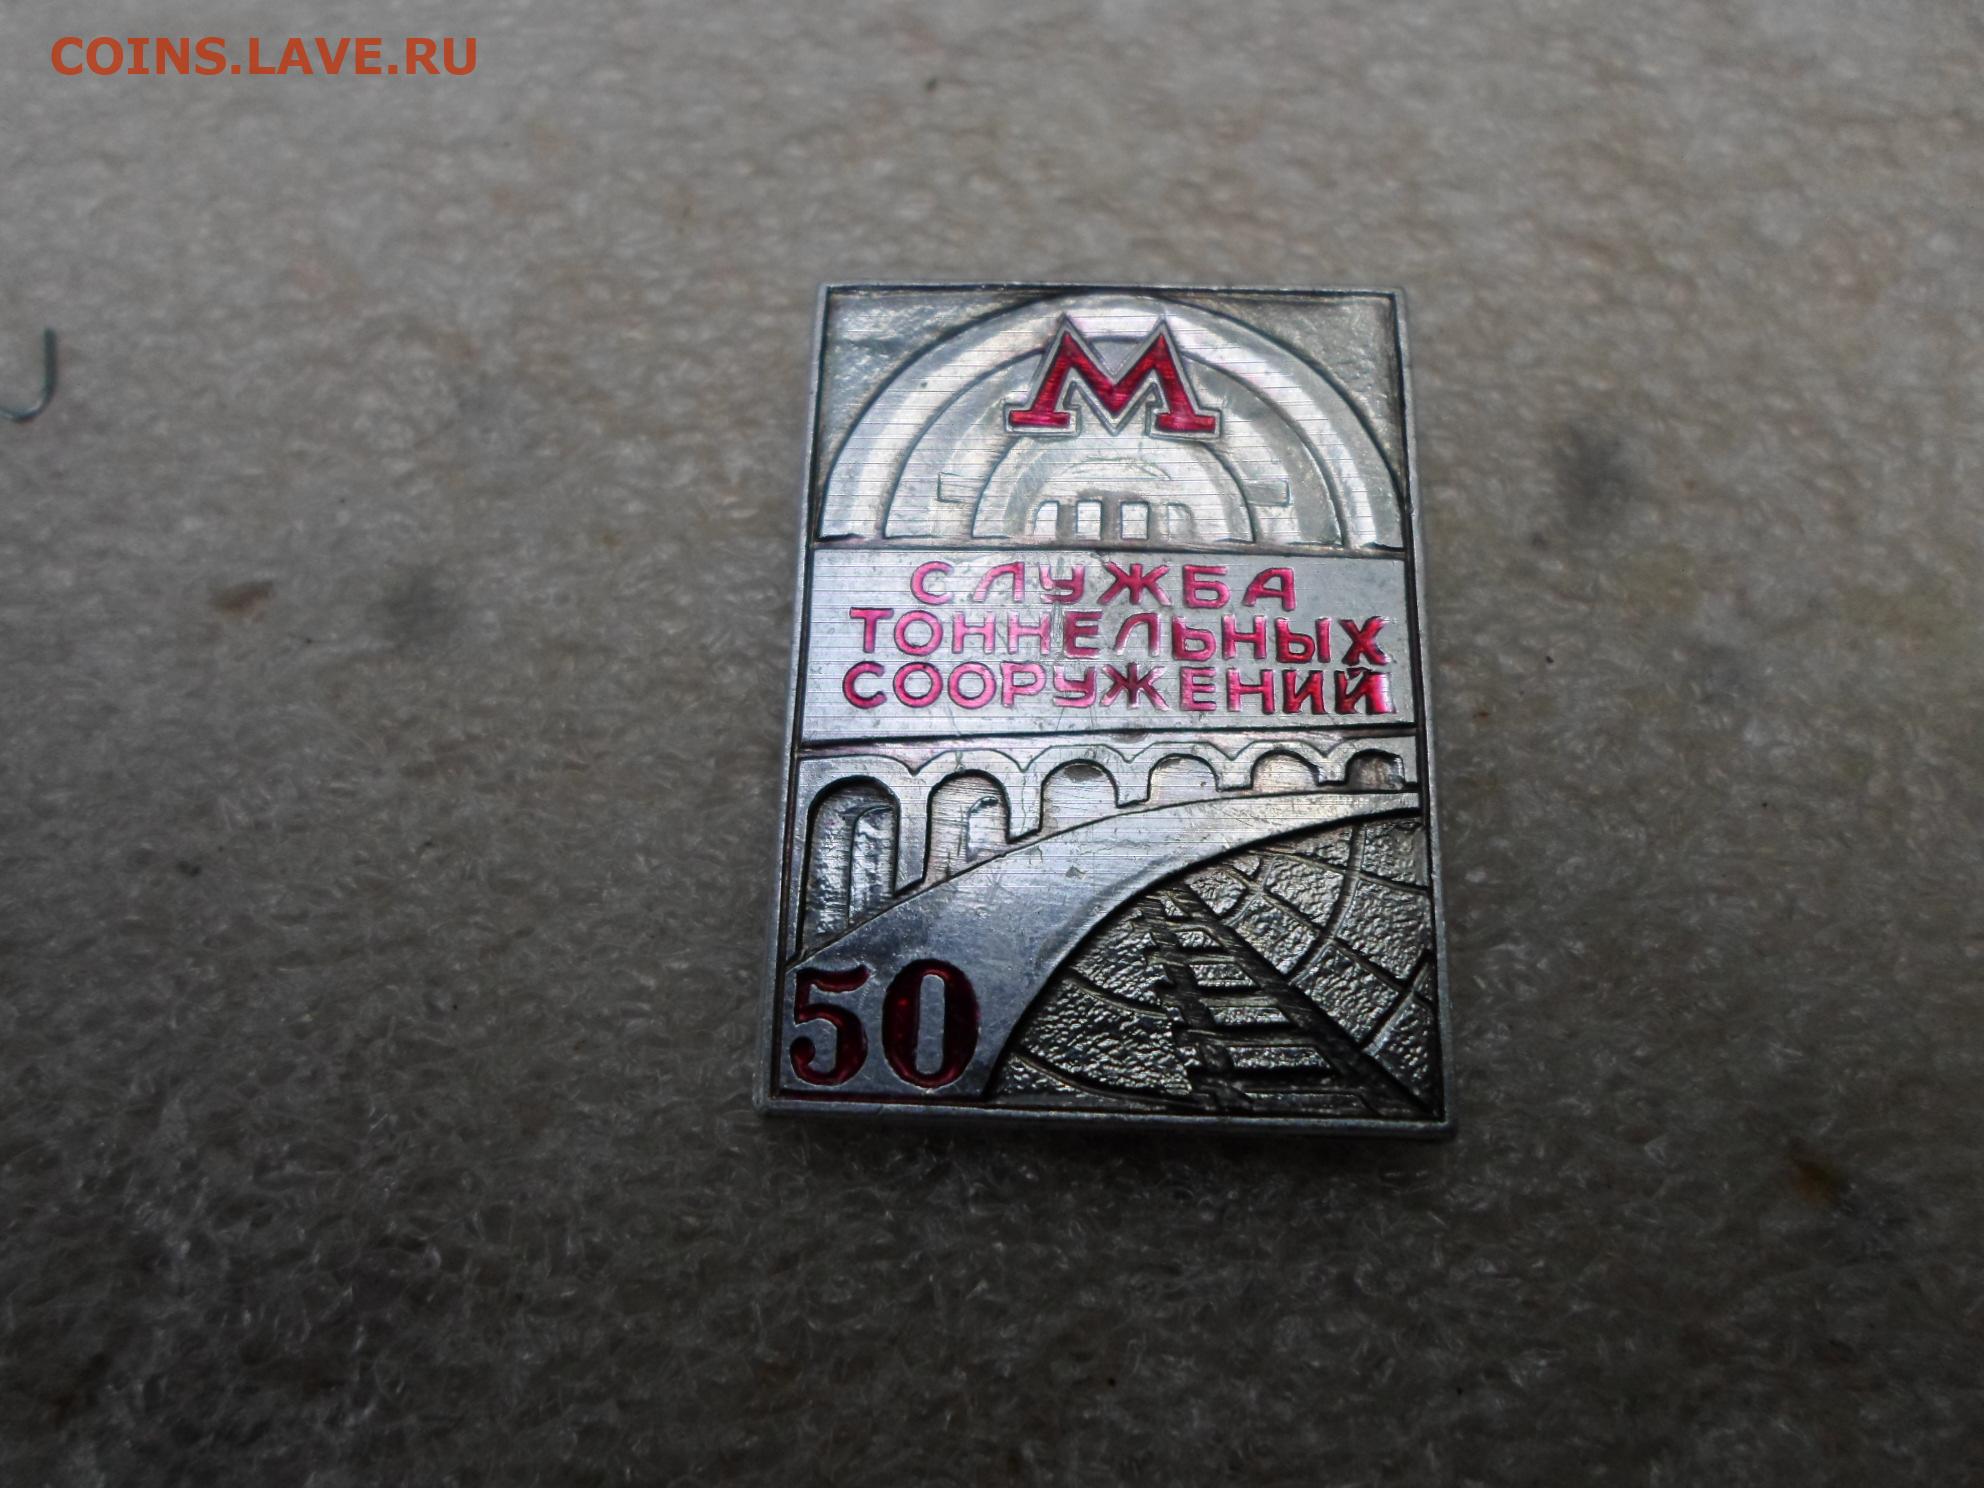 COINS.LAVE.RU
М
СЛУЖБА
ТОННЕЛЬНЫХ
СООРУЖЕНИЙ
50